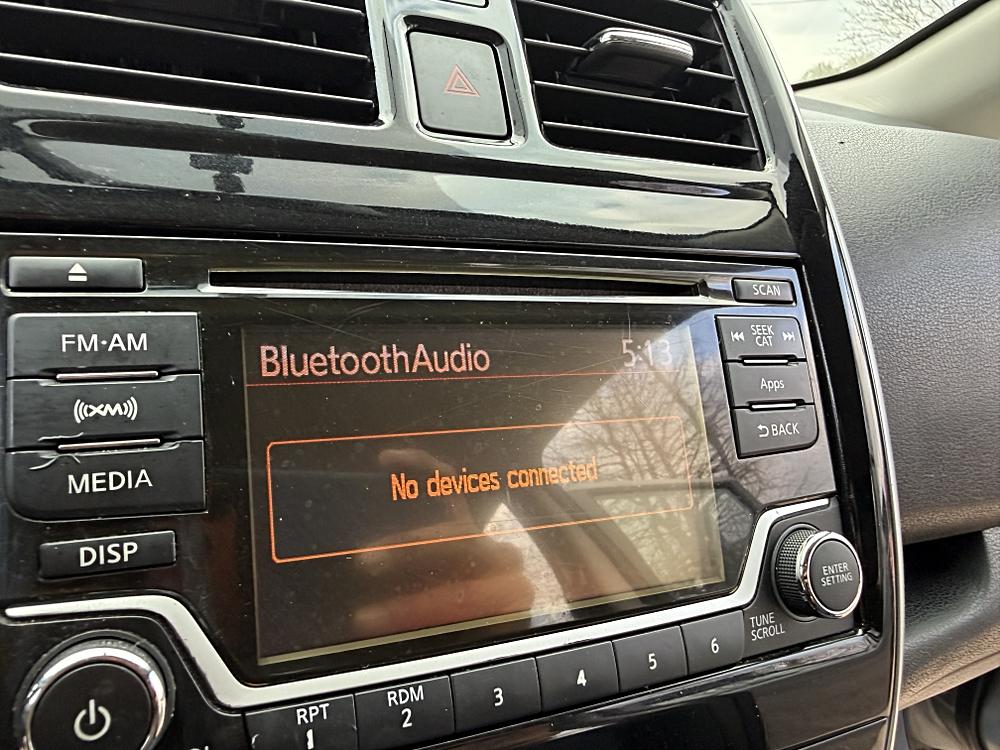 SCAN
FM·AM
SEEK
CAT
BluetoothAudio 5:13
Apps
XM
BACK
MEDIA
No devices connected
DISP
ENTER
SETTING
TUNE
SCROLL
RPT
1
RDM
2
3
4
5
6